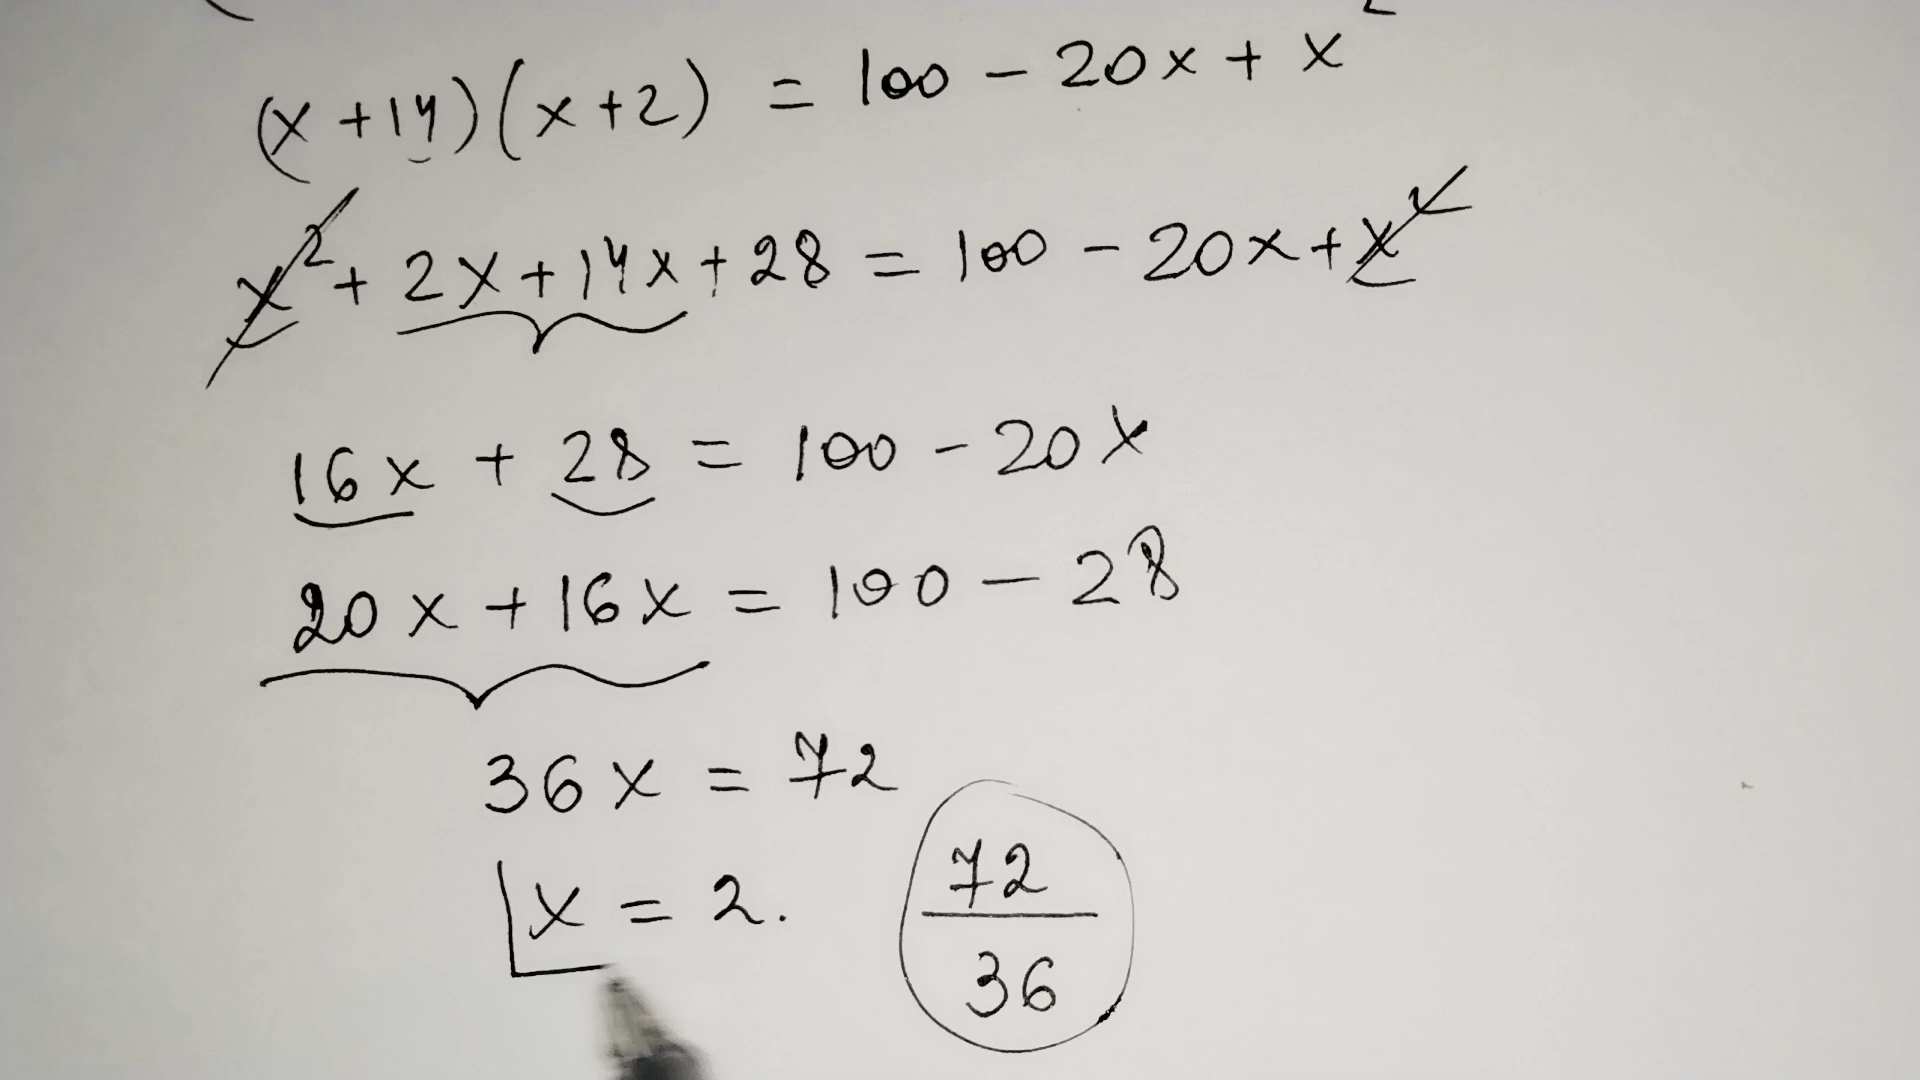 (x + 14)(x + 2) = 100 - 20x + x²
x² + 2x + 14x + 28 = 100 - 20x + x²
16x + 28 = 100 - 20x
20x + 16x = 100 - 28
36x = 72
x = 2.
72
36